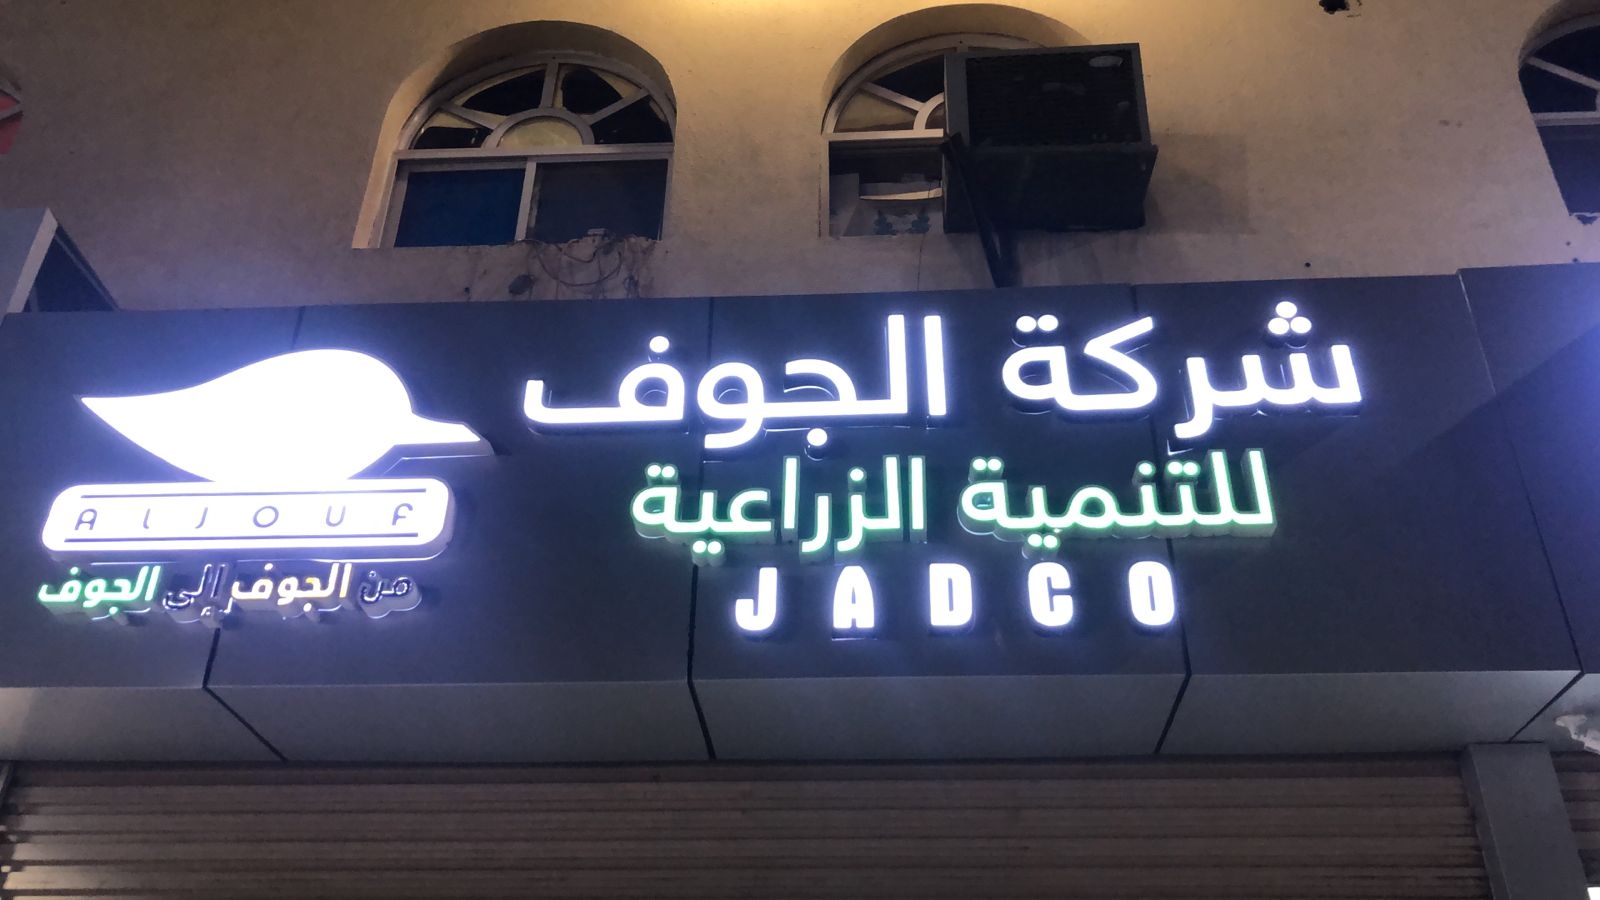 شركة الجوف
للتنمية الزراعية
JADCO
ALJOUF
من الجوف إلى الجوف